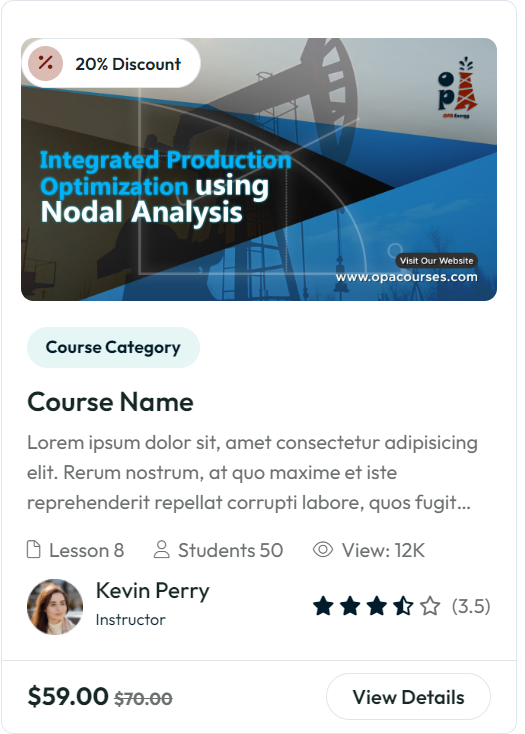 20% Discount
op
OPA Energy
Integrated Production
Optimization using
Nodal Analysis
Visit Our Website
www.opacourses.com
Course Category
Course Name
Lorem ipsum dolor sit, amet consectetur adipisicing
elit. Rerum nostrum, at quo maxime et iste
reprehenderit repellat corrupti labore, quos fugit...
Lesson 8 Students 50 View: 12K
Kevin Perry
Instructor
(3.5)
$59.00 $70.00 View Details